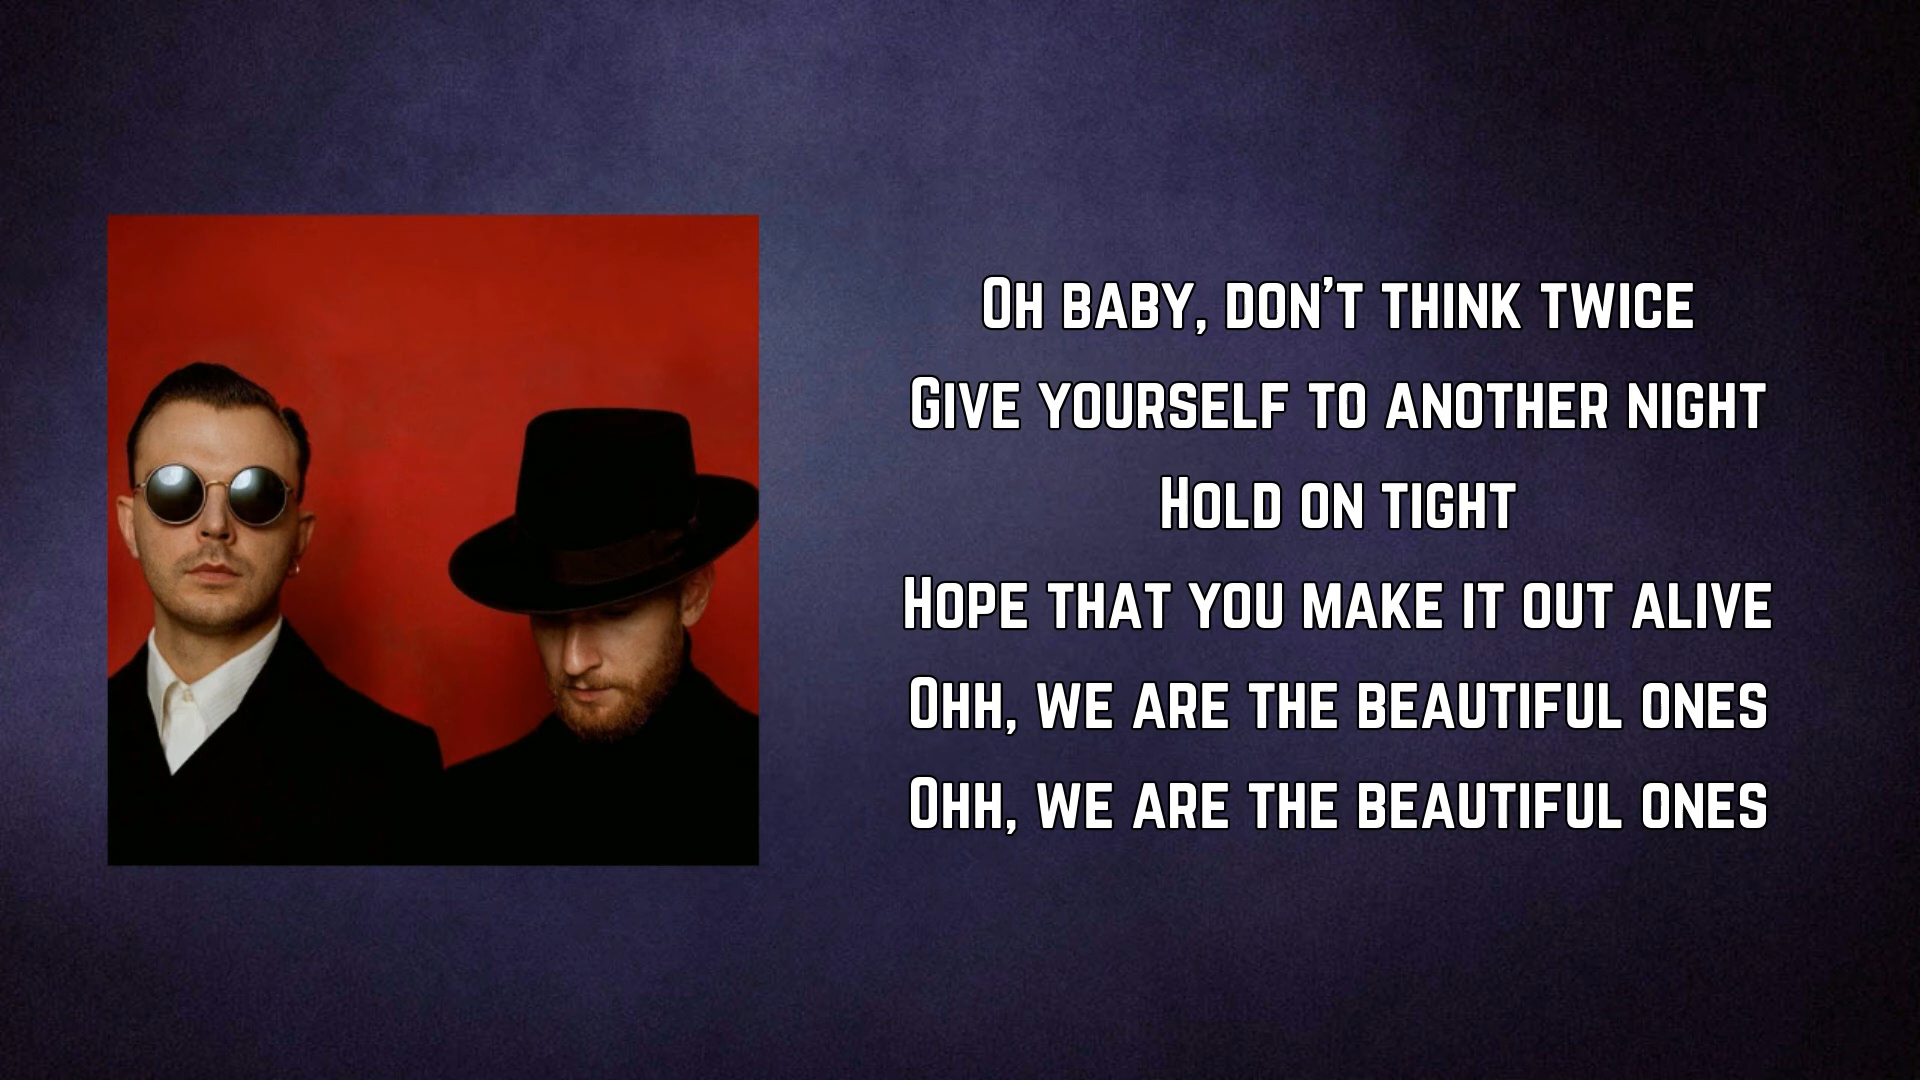 Oh baby, don't think twice
Give yourself to another night
Hold on tight
Hope that you make it out alive
Ohh, we are the beautiful ones
Ohh, we are the beautiful ones